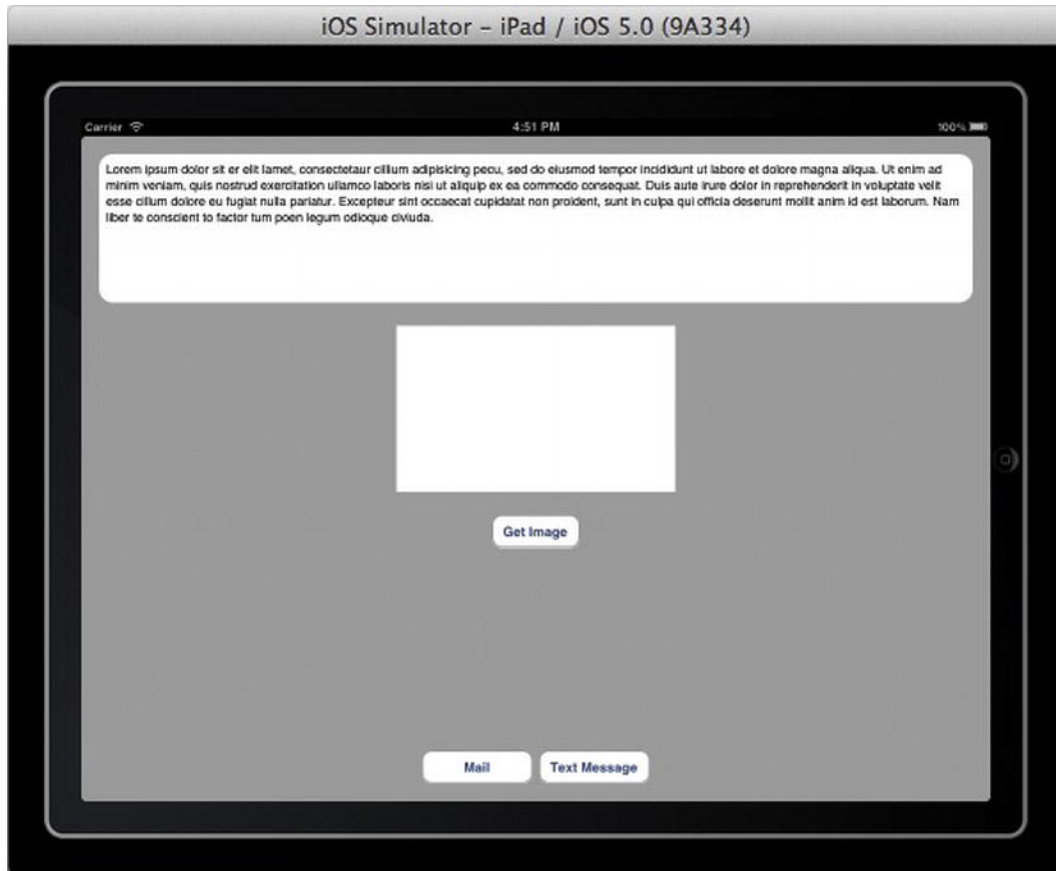 iOS Simulator – iPad / iOS 5.0 (9A334)
Carrier
4:51 PM
100%
Lorem ipsum dolor sit er elit lamet, consectetaur cillium adipisicing pecu, sed do eiusmod tempor incididunt ut labore et dolore magna aliqua. Ut enim ad
minim veniam, quis nostrud exercitation ullamco laboris nisi ut aliquip ex ea commodo consequat. Duis aute irure dolor in reprehenderit in voluptate velit
esse cillum dolore eu fugiat nulla pariatur. Excepteur sint occaecat cupidatat non proident, sunt in culpa qui officia deserunt mollit anim id est laborum. Nam
liber te conscient to factor tum poen legum odioque civiuda.
Get Image
Mail
Text Message